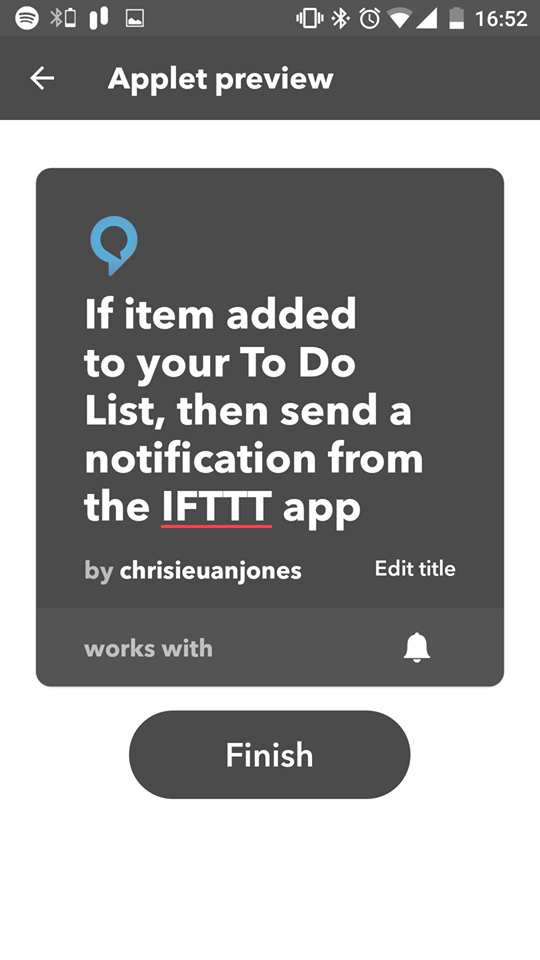 16:52
Applet preview
If item added
to your To Do
List, then send a
notification from
the IFTTT app
by chrisieuanjones Edit title
works with
Finish